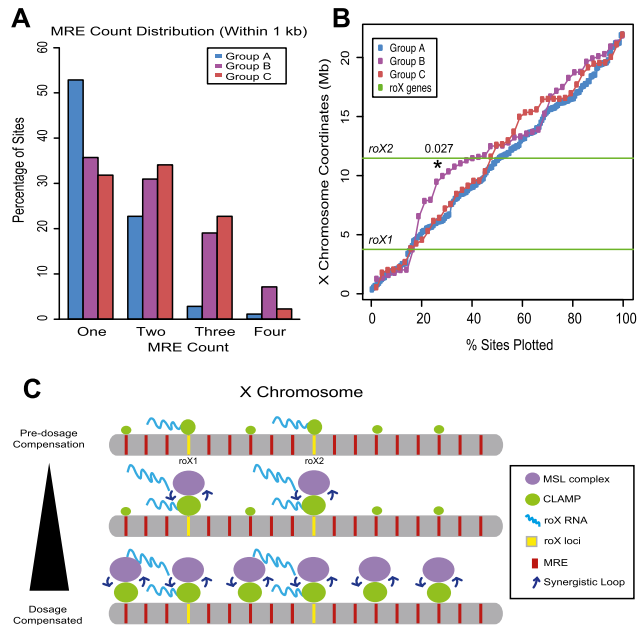 A
MRE Count Distribution (Within 1 kb)
Group A
Group B
Group C
Percentage of Sites
60
50
40
30
20
10
0
One Two Three Four
MRE Count
B
Group A
Group B
Group C
roX genes
X Chromosome Coordinates (Mb)
20
15
10
5
0
roX2
0.027
*
roX1
0 20 40 60 80 100
% Sites Plotted
C
X Chromosome
Pre-dosage
Compensation
Dosage
Compensated
roX1 roX2
MSL complex
CLAMP
roX RNA
roX loci
MRE
Synergistic Loop